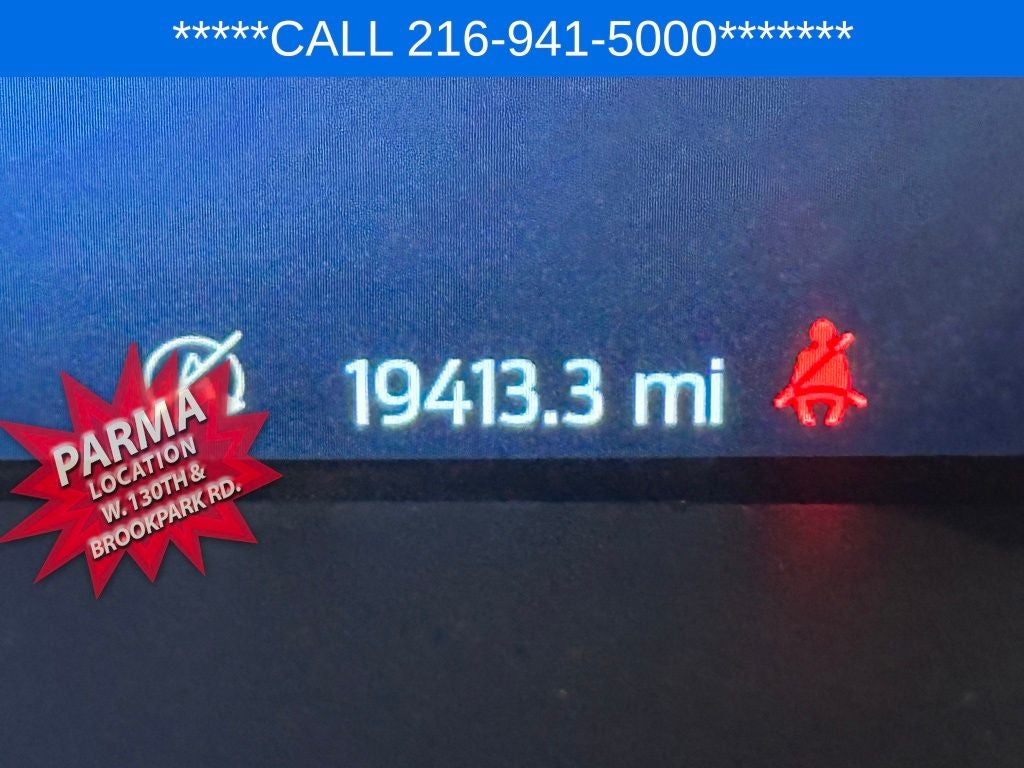 *****CALL 216-941-5000*******
19413.3 mi
PARMA
LOCATION
W. 130TH &
BROOKPARK RD.